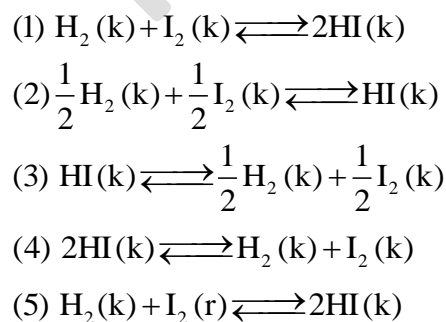 (1) H₂(k)+I₂(k)⇌2HI(k)
(2) 1/2 H₂(k)+1/2 I₂(k)⇌HI(k)
(3) HI(k)⇌1/2 H₂(k)+1/2 I₂(k)
(4) 2HI(k)⇌H₂(k)+I₂(k)
(5) H₂(k)+I₂(r)⇌2HI(k)